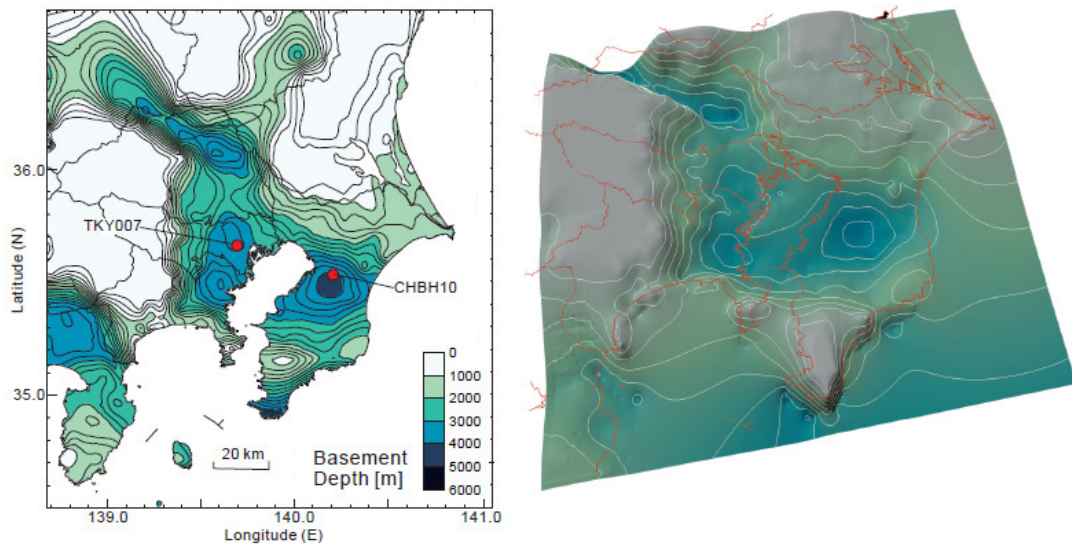 36.0
Latitude (N)
TKY007
CHBH10
35.0
0
1000
2000
3000
4000
5000
6000
20 km
Basement
Depth [m]
139.0
140.0
141.0
Longitude (E)